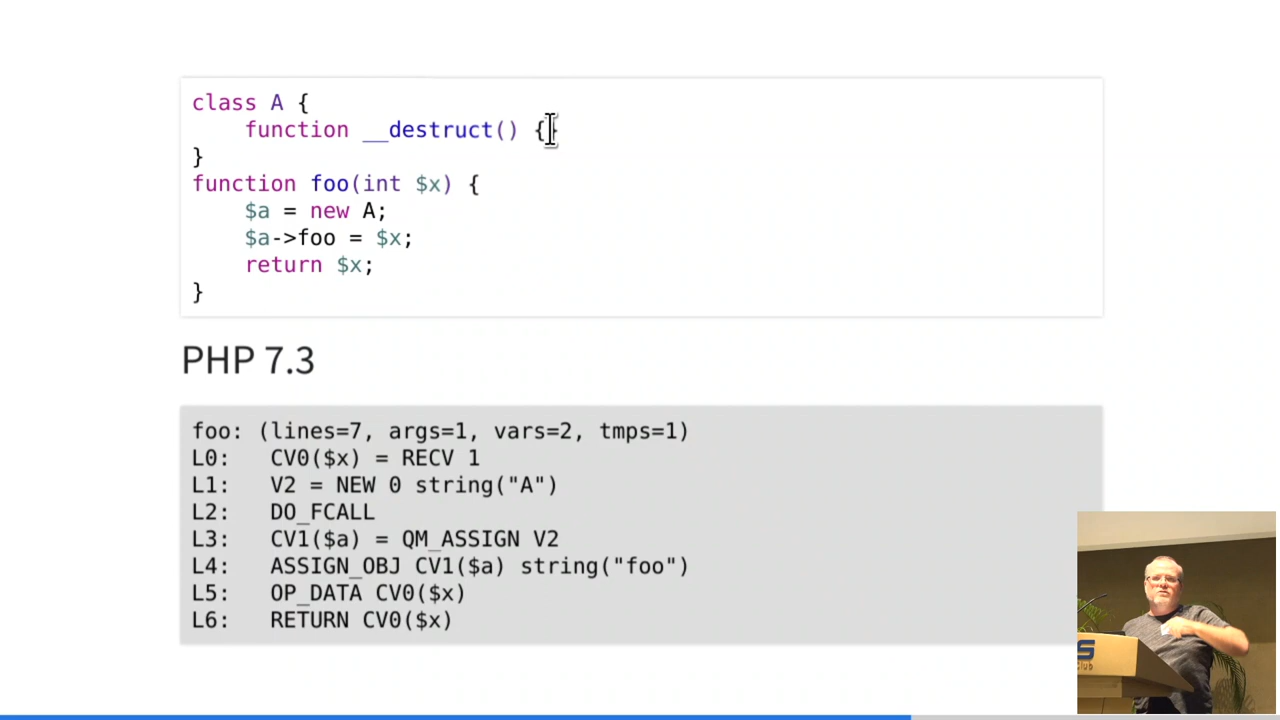 class A {
    function __destruct() {}
}
function foo(int $x) {
    $a = new A;
    $a->foo = $x;
    return $x;
}
PHP 7.3
foo: (lines=7, args=1, vars=2, tmps=1)
L0:   CV0($x) = RECV 1
L1:   V2 = NEW 0 string("A")
L2:   DO_FCALL
L3:   CV1($a) = QM_ASSIGN V2
L4:   ASSIGN_OBJ CV1($a) string("foo")
L5:   OP_DATA CV0($x)
L6:   RETURN CV0($x)
S
Club